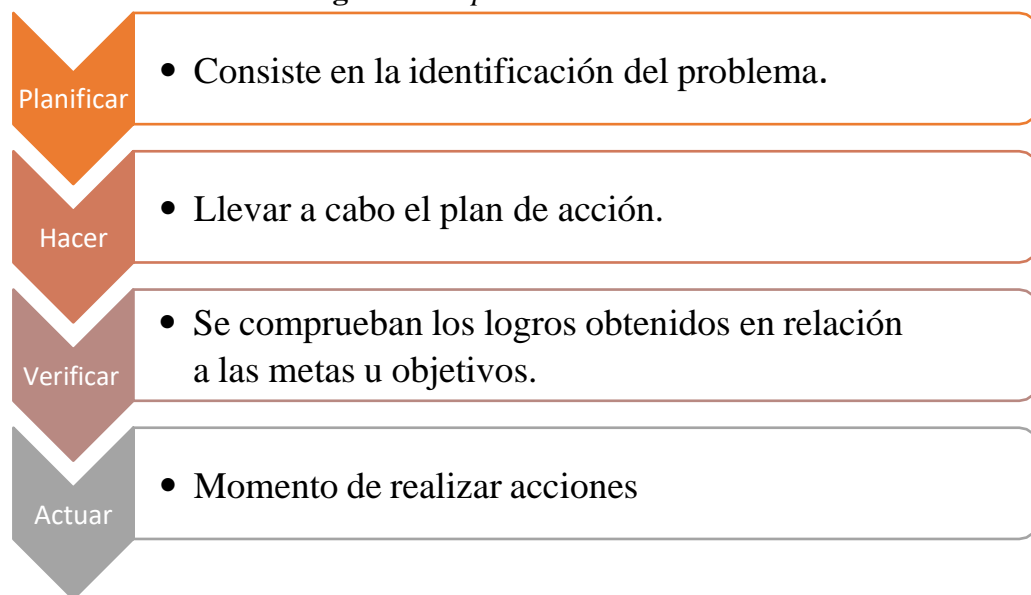 Planificar
• Consiste en la identificación del problema.
Hacer
• Llevar a cabo el plan de acción.
Verificar
• Se comprueban los logros obtenidos en relación
a las metas u objetivos.
Actuar
• Momento de realizar acciones